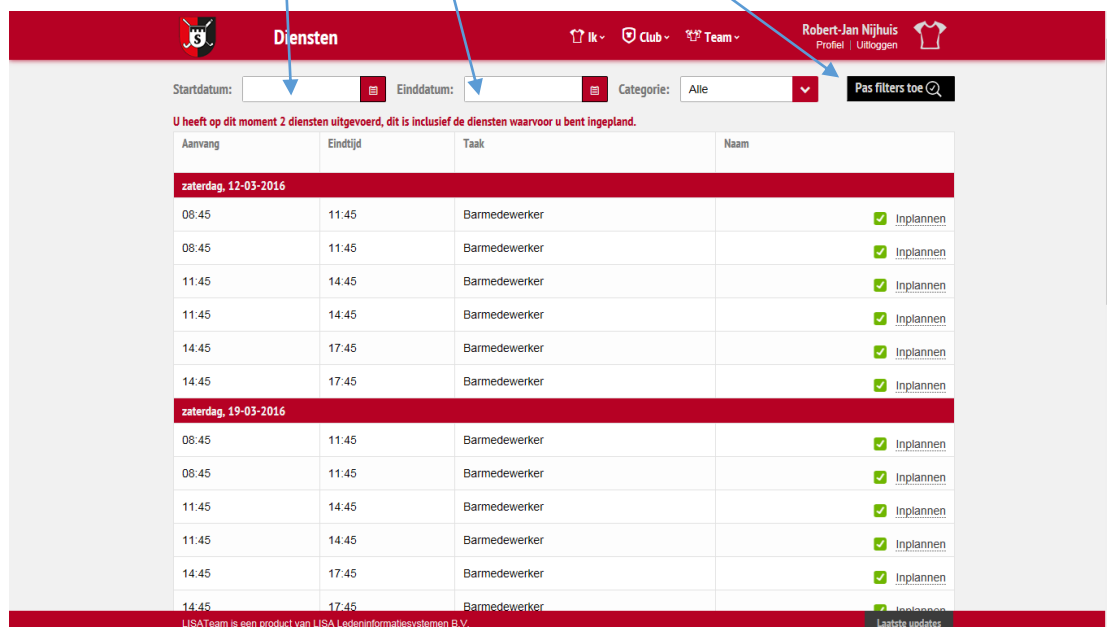 S
Diensten
Ik
Club
Team
Robert-Jan Nijhuis
Profiel | Uitloggen
Startdatum:
Einddatum:
Categorie:
Alle
Pas filters toe
U heeft op dit moment 2 diensten uitgevoerd, dit is inclusief de diensten waarvoor u bent ingepland.
Aanvang Eindtijd Taak Naam
zaterdag, 12-03-2016
08:45 11:45 Barmedewerker Inplannen
08:45 11:45 Barmedewerker Inplannen
11:45 14:45 Barmedewerker Inplannen
11:45 14:45 Barmedewerker Inplannen
14:45 17:45 Barmedewerker Inplannen
14:45 17:45 Barmedewerker Inplannen
zaterdag, 19-03-2016
08:45 11:45 Barmedewerker Inplannen
08:45 11:45 Barmedewerker Inplannen
11:45 14:45 Barmedewerker Inplannen
11:45 14:45 Barmedewerker Inplannen
14:45 17:45 Barmedewerker Inplannen
14:45 17:45 Barmedewerker Inplannen
LISATeam is een product van LISA Ledeninformatiesystemen B.V.
Laatste updates